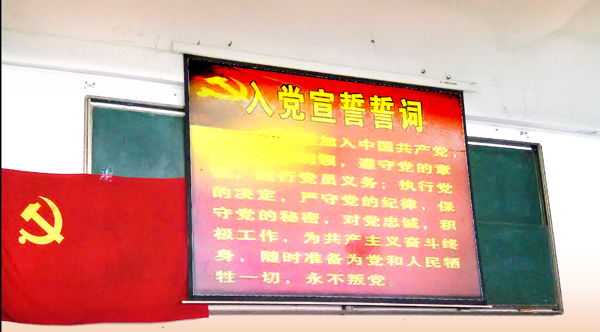 入党宣誓誓词
加入中国共产党，
纲领，遵守党的章
履行党员义务；执行党
的决定，严守党的纪律，保
守党的秘密，对党忠诚，积
极工作，为共产主义奋斗终
身，随时准备为党和人民牺
牲一切，永不叛党。